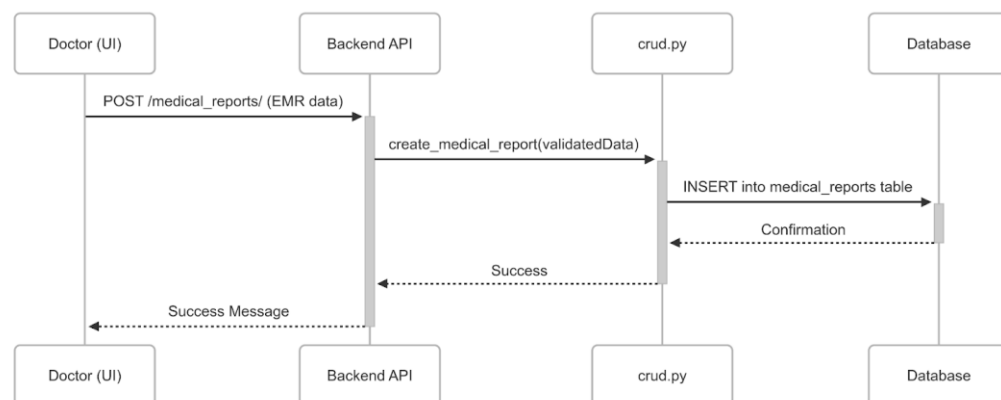 Doctor (UI)
Backend API
crud.py
Database
POST /medical_reports/ (EMR data)
create_medical_report(validatedData)
INSERT into medical_reports table
Confirmation
Success
Success Message
Doctor (UI)
Backend API
crud.py
Database